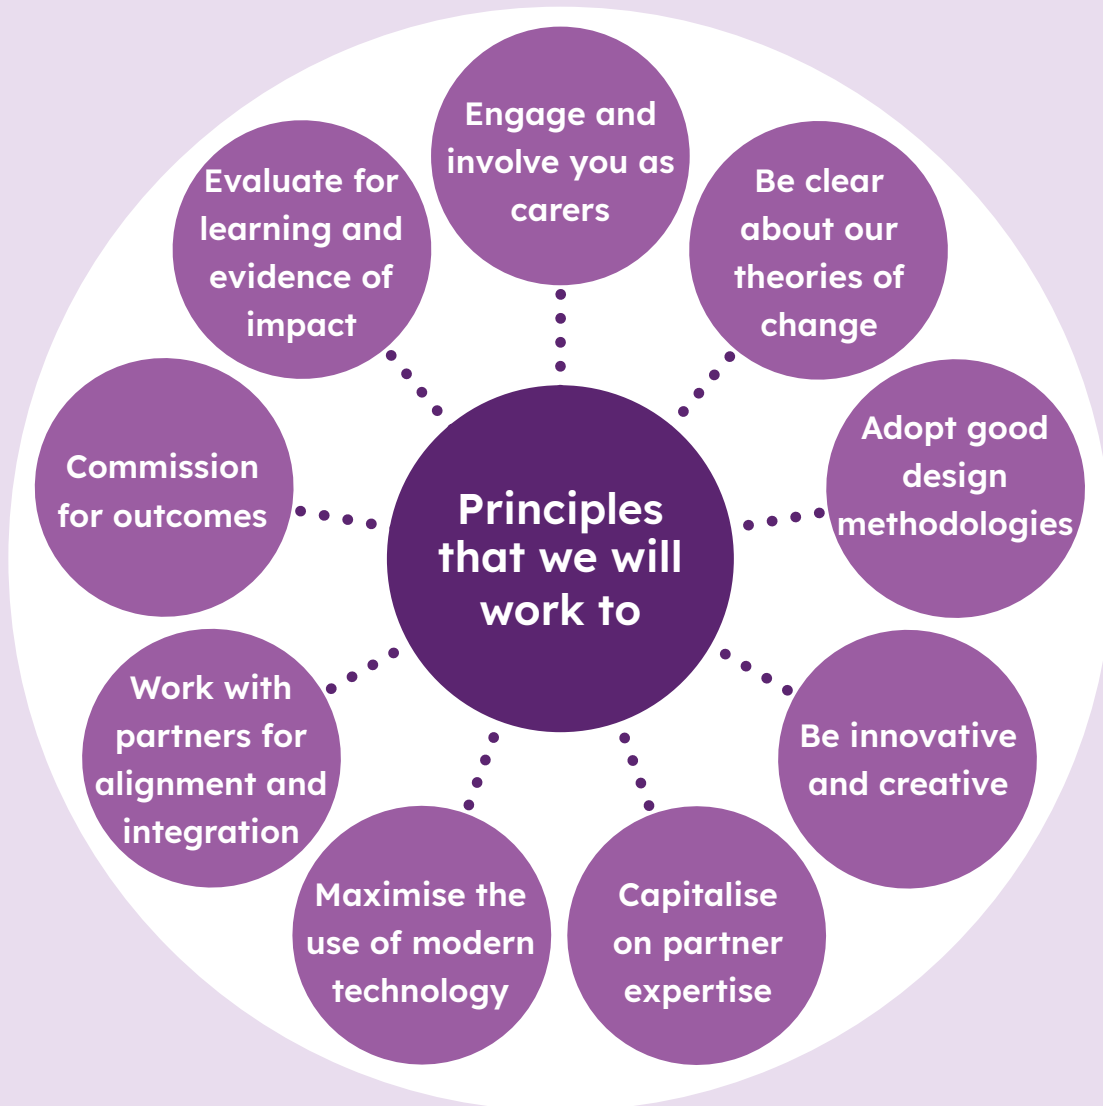 Engage and
involve you as
carers
Be clear
about our
theories of
change
Adopt good
design
methodologies
Be innovative
and creative
Capitalise
on partner
expertise
Maximise the
use of modern
technology
Work with
partners for
alignment and
integration
Commission
for outcomes
Evaluate for
learning and
evidence of
impact
Principles
that we will
work to